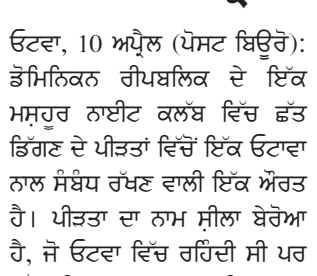 ਓਟਵਾ, 10 ਅਪ੍ਰੈਲ (ਪੋਸਟ ਬਿਊਰੋ):
ਡੋਮਿਨਿਕਨ ਰੀਪਬਲਿਕ ਦੇ ਇੱਕ
ਮਸ਼ਹੂਰ ਨਾਈਟ ਕਲੱਬ ਵਿੱਚ ਛੱਤ
ਡਿੱਗਣ ਦੇ ਪੀੜਤਾਂ ਵਿੱਚੋਂ ਇੱਕ ਓਟਾਵਾ
ਨਾਲ ਸੰਬੰਧ ਰੱਖਣ ਵਾਲੀ ਇੱਕ ਔਰਤ
ਹੈ। ਪੀੜਤਾ ਦਾ ਨਾਮ ਸ਼ੀਲਾ ਬੇਰੋਆ
ਹੈ, ਜੋ ਓਟਵਾ ਵਿੱਚ ਰਹਿੰਦੀ ਸੀ ਪਰ